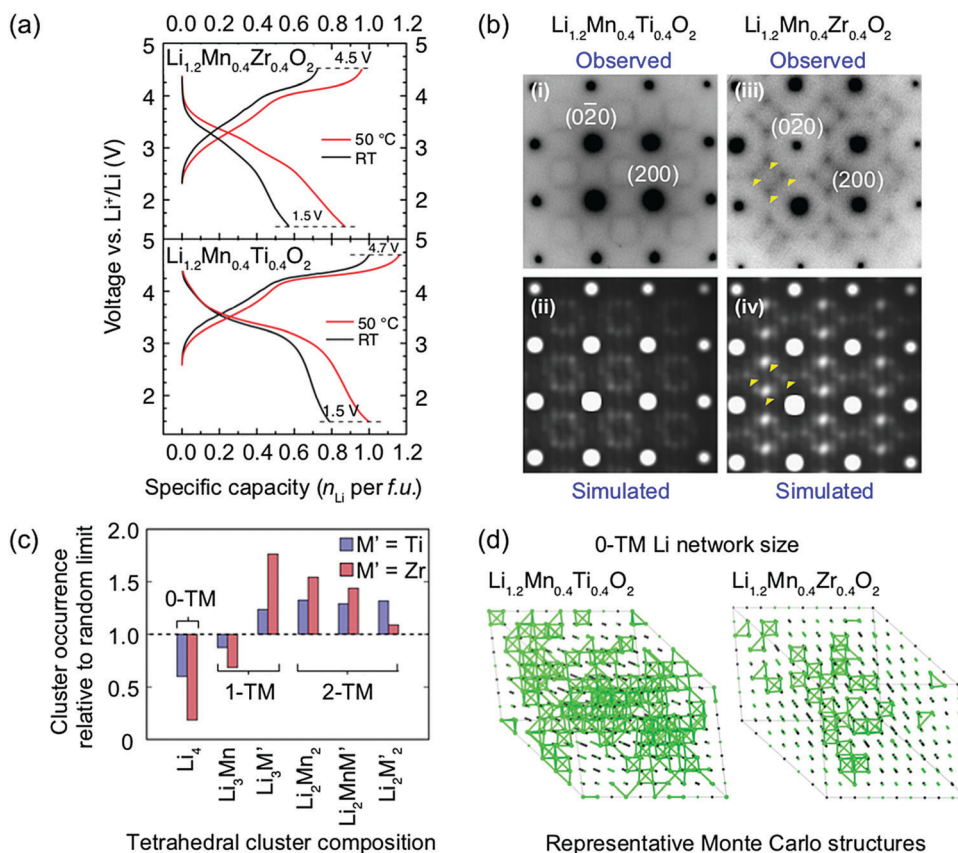 (a)
0.0 0.2 0.4 0.6 0.8 1.0
Li₁.₂Mn₀.₄Zr₀.₄O₂
4.5 V
50 °C
RT
1.5 V
5
4
3
2
5
4
3
2
Li₁.₂Mn₀.₄Ti₀.₄O₂
4.7 V
50 °C
RT
1.5 V
5
4
3
2
5
4
3
2
Voltage vs. Li⁺/Li (V)
0.0 0.2 0.4 0.6 0.8 1.0
Specific capacity (nLi per f.u.)
(b)
Li₁.₂Mn₀.₄Ti₀.₄O₂ Li₁.₂Mn₀.₄Zr₀.₄O₂
Observed Observed
(i)
(02̄0)
(200)
(iii)
(02̄0)
(200)
(ii)
(iv)
Simulated Simulated
(c)
2.0
1.5
1.0
0.5
0
Cluster occurrence
relative to random limit
M' = Ti
M' = Zr
0-TM
1-TM
2-TM
Li₄
Li₃Mn
Li₃M'
Li₂Mn₂
Li₂MnM'
Li₂M'₂
Tetrahedral cluster composition
(d)
0-TM Li network size
Li₁.₂Mn₀.₄Ti₀.₄O₂ Li₁.₂Mn₀.₄Zr₀.₄O₂
Representative Monte Carlo structures